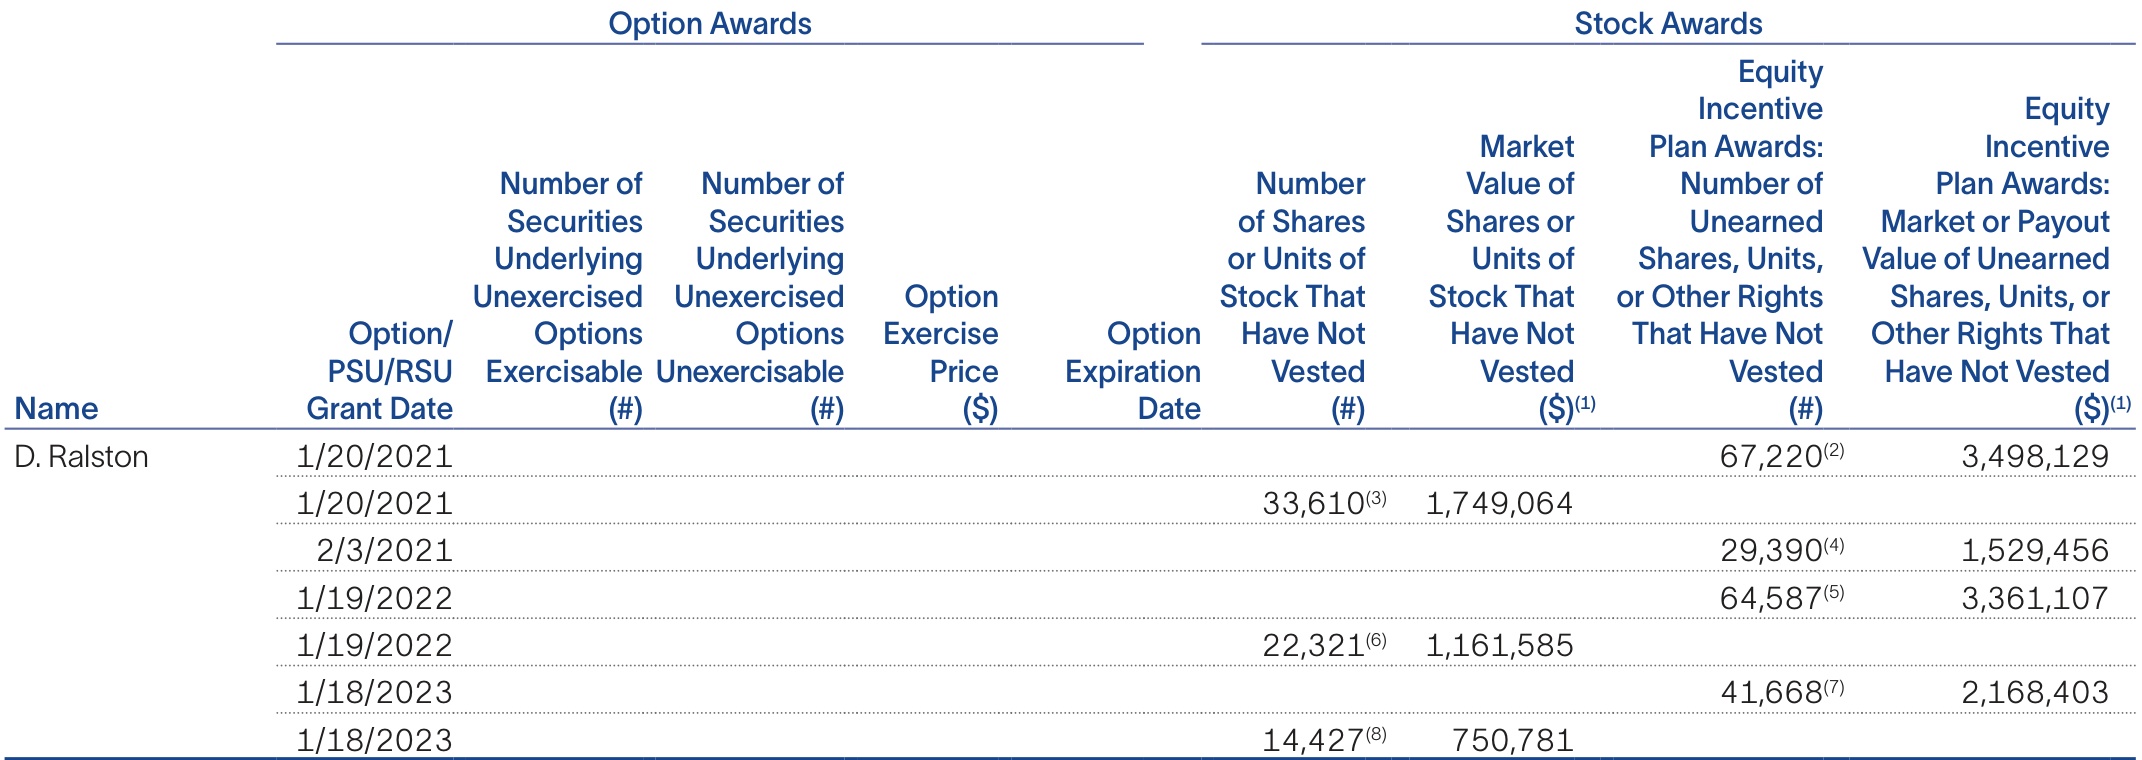 Option Awards Stock Awards
Equity
Incentive Equity
Market Plan Awards: Incentive
Number of Number of Number Value of Number of Plan Awards:
Securities Securities of Shares Shares or Unearned Market or Payout
Underlying Underlying or Units of Units of Shares, Units, Value of Unearned
Unexercised Unexercised Option Stock That Stock That or Other Rights Shares, Units, or
Option/ Options Options Exercise Option Have Not Have Not That Have Not Other Rights That
PSU/RSU Exercisable Unexercisable Price Expiration Vested Vested Vested Have Not Vested
Name Grant Date (#) (#) ($) Date (#) ($)(1) (#) ($)(1)
D. Ralston 1/20/2021 67,220(2) 3,498,129
1/20/2021 33,610(3) 1,749,064
2/3/2021 29,390(4) 1,529,456
1/19/2022 64,587(5) 3,361,107
1/19/2022 22,321(6) 1,161,585
1/18/2023 41,668(7) 2,168,403
1/18/2023 14,427(8) 750,781